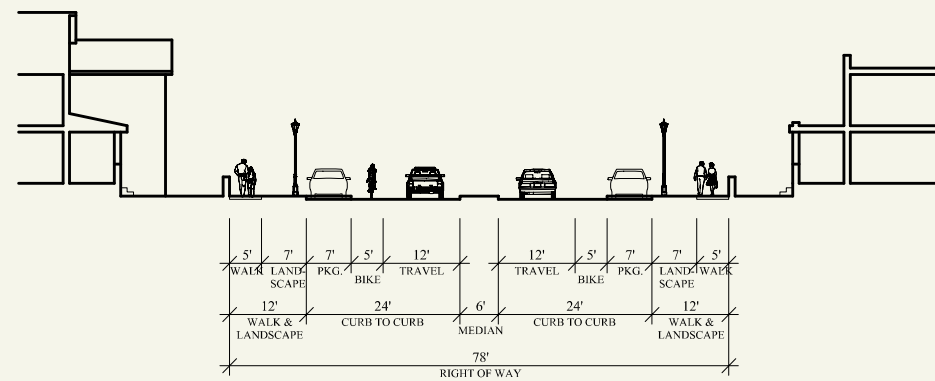 5' 7' 7' 5' 12' 12' 5' 7' 7' 5'
WALK LAND- PKG. TRAVEL TRAVEL PKG. LAND- WALK
SCAPE BIKE BIKE SCAPE
12' 24' 6' 24' 12'
WALK & CURB TO CURB MEDIAN CURB TO CURB WALK &
LANDSCAPE LANDSCAPE
78'
RIGHT OF WAY